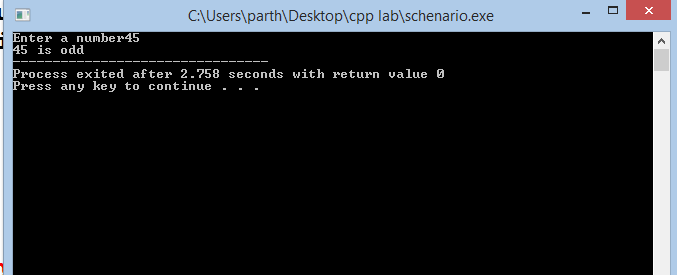 C:\Users\parth\Desktop\cpp lab\schenario.exe
Enter a number45
45 is odd
--------------------------------
Process exited after 2.758 seconds with return value 0
Press any key to continue . . .